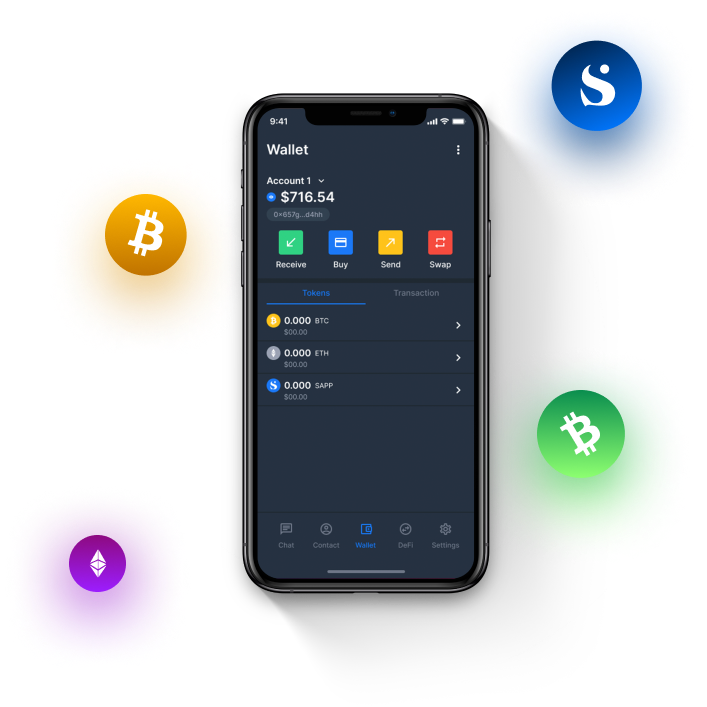 9:41
Wallet
Account 1
$716.54
0×657g...d4hh
Receive Buy Send Swap
Tokens Transaction
0.000 BTC
$00.00
0.000 ETH
$00.00
0.000 SAPP
$00.00
Chat Contact Wallet DeFi Settings